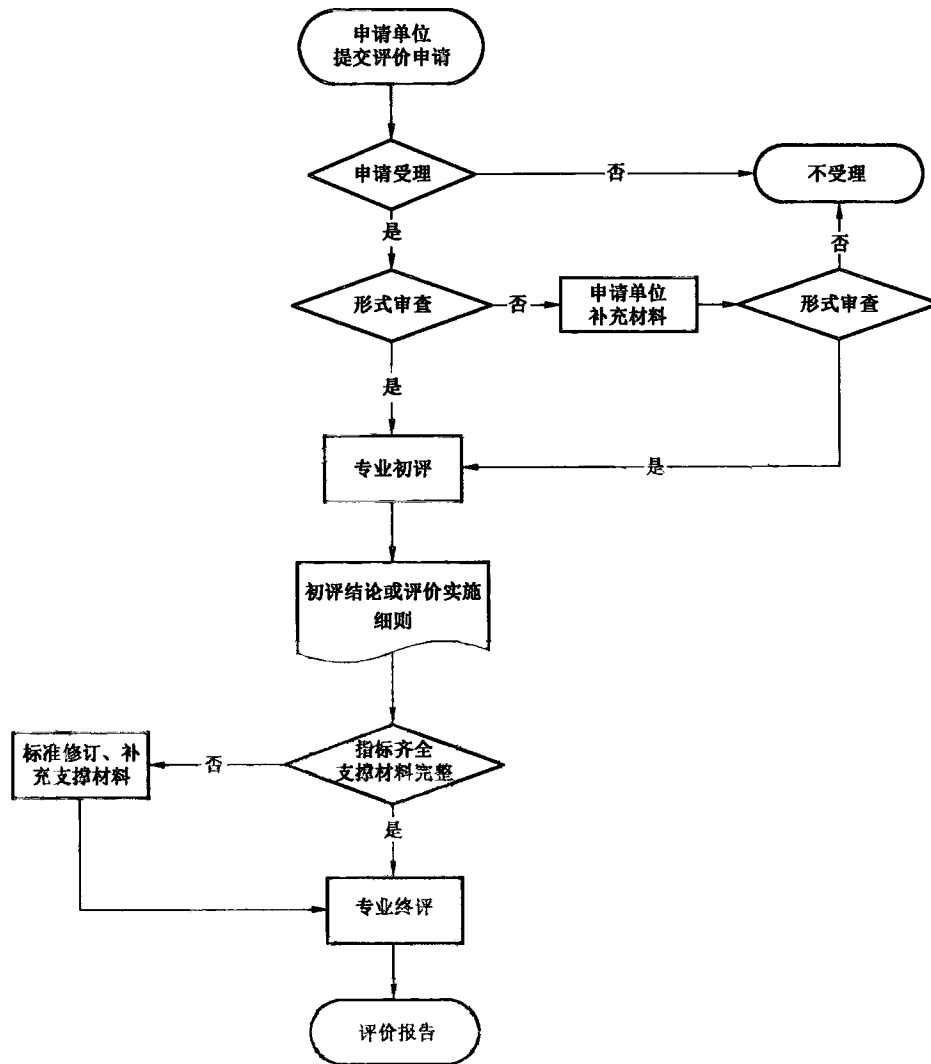 申请单位
提交评价申请
申请受理
否
不受理
是
否
形式审查
否
申请单位
补充材料
形式审查
是
专业初评
是
初评结论或评价实施
细则
标准修订、补
充支撑材料
否
指标齐全
支撑材料完整
是
专业终评
评价报告